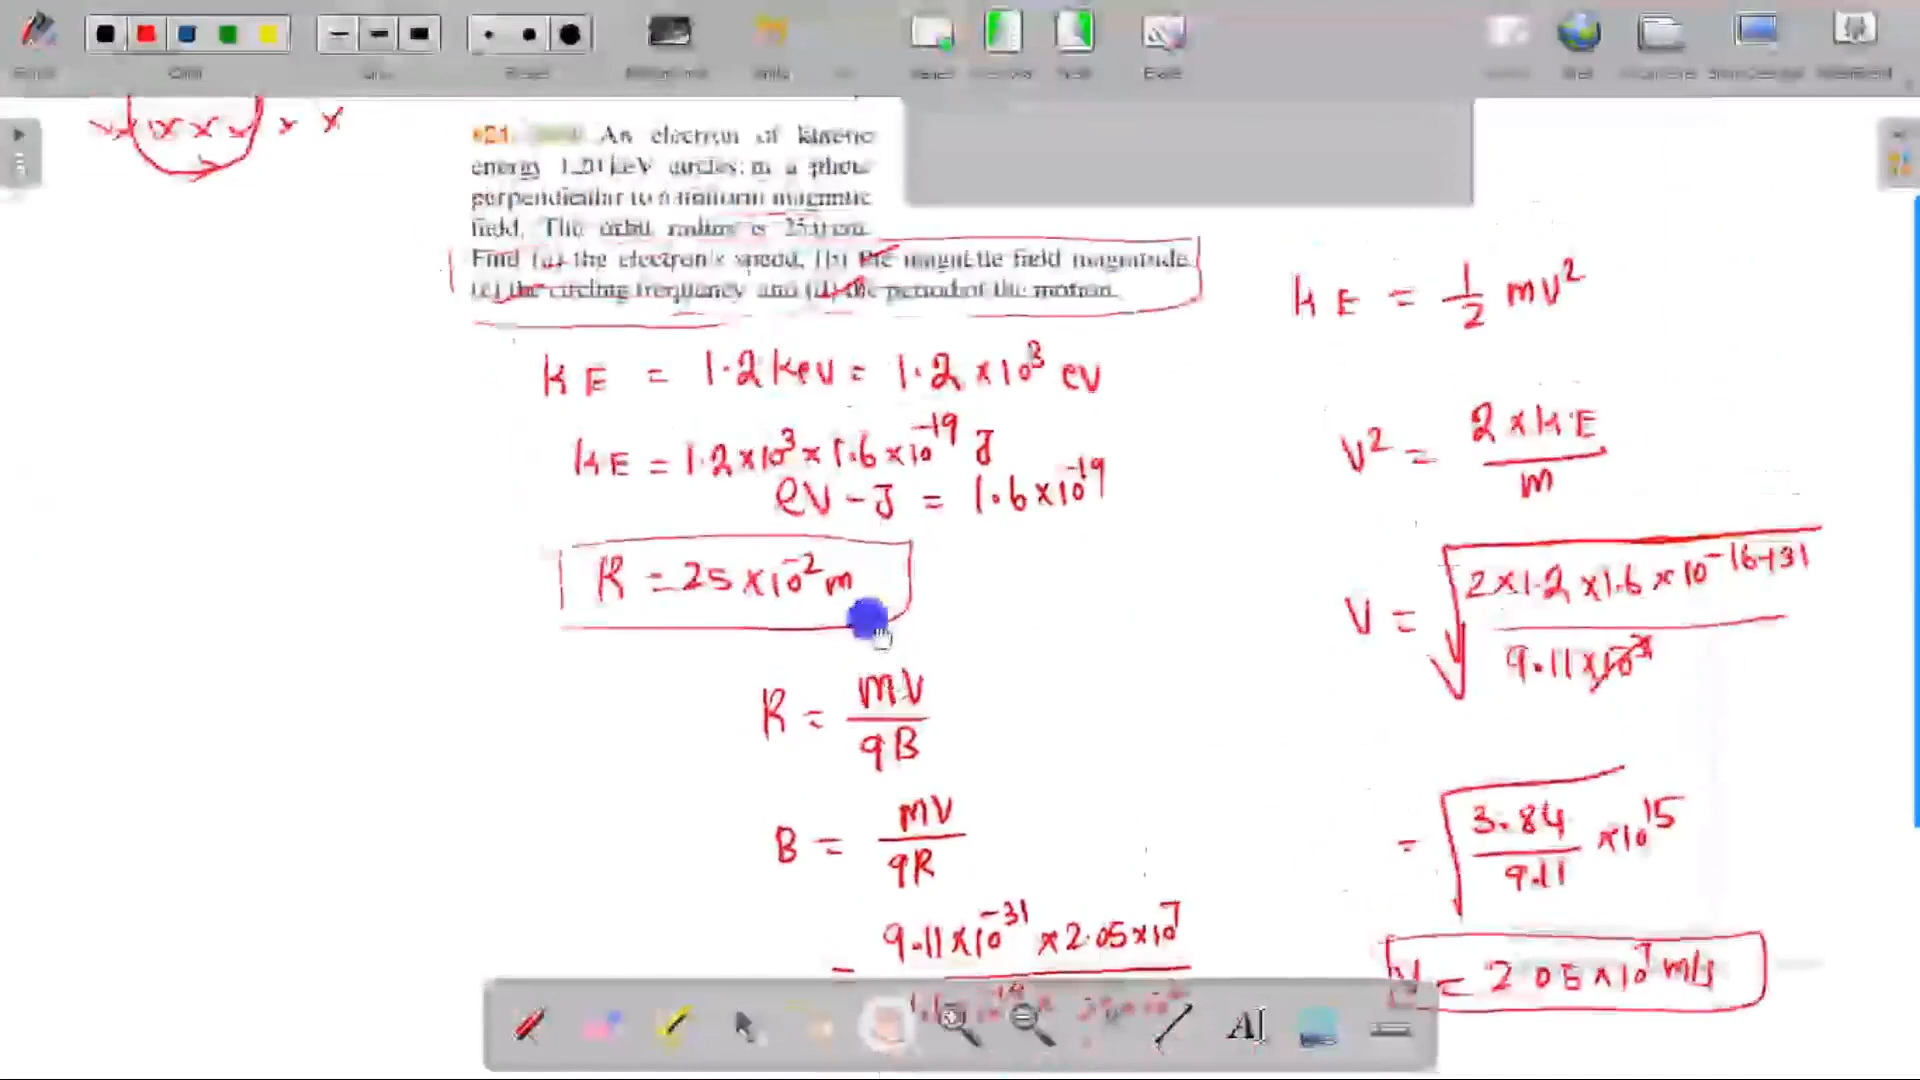 •21 An electron of kinetic
energy 1.20 keV circles in a plane
perpendicular to a uniform magnetic
field. The orbit radius is 25.0 cm.
Find (a) the electron's speed, (b) the magnetic field magnitude,
(c) the circling frequency, and (d) the period of the motion.
KE = 1.2 keV = 1.2 × 10³ eV
KE = 1.2×10³ × 1.6 × 10⁻¹⁹ J
eV - J = 1.6 × 10⁻¹⁹
R = 25 × 10⁻² m
R = mV / qB
B = mV / qR
= 9.11 × 10⁻³¹ × 2.05 × 10⁷
KE = 1/2 mV²
V² = 2 × K.E / m
V = √ 2×1.2×1.6×10⁻¹⁶⁺³¹ / 9.11×10⁻³¹
= √ 3.84 / 9.11 × 10¹⁵
V = 2.05 × 10⁷ m/s